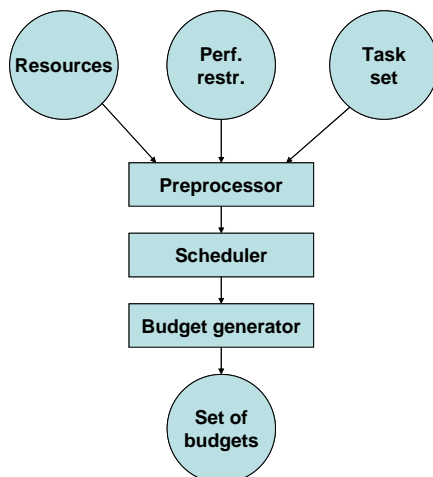 Resources
Perf.
restr.
Task
set
Preprocessor
Scheduler
Budget generator
Set of
budgets